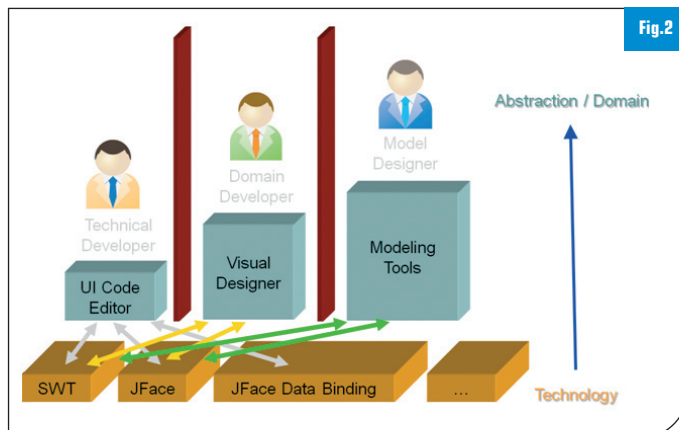 Fig.2
Abstraction / Domain
Model
Designer
Domain
Developer
Technical
Developer
Modeling
Tools
Visual
Designer
UI Code
Editor
SWT
JFace
JFace Data Binding
...
Technology